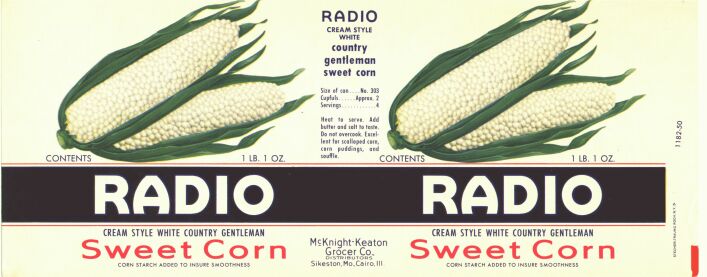 CONTENTS 1 LB. 1 OZ.
RADIO
CREAM STYLE WHITE COUNTRY GENTLEMAN
Sweet Corn
CORN STARCH ADDED TO INSURE SMOOTHNESS
RADIO
CREAM STYLE
WHITE
country
gentleman
sweet corn
Size of can....No. 303
Cupfuls......Approx. 2
Servings............4
Heat to serve. Add
butter and salt to taste.
Do not overcook. Excel-
lent for scalloped corn,
corn puddings, and
souffle.
McKnight-Keaton
Grocer Co.
DISTRIBUTORS
Sikeston, Mo., Cairo, Ill.
CONTENTS 1 LB. 1 OZ.
RADIO
CREAM STYLE WHITE COUNTRY GENTLEMAN
Sweet Corn
CORN STARCH ADDED TO INSURE SMOOTHNESS
1182-50